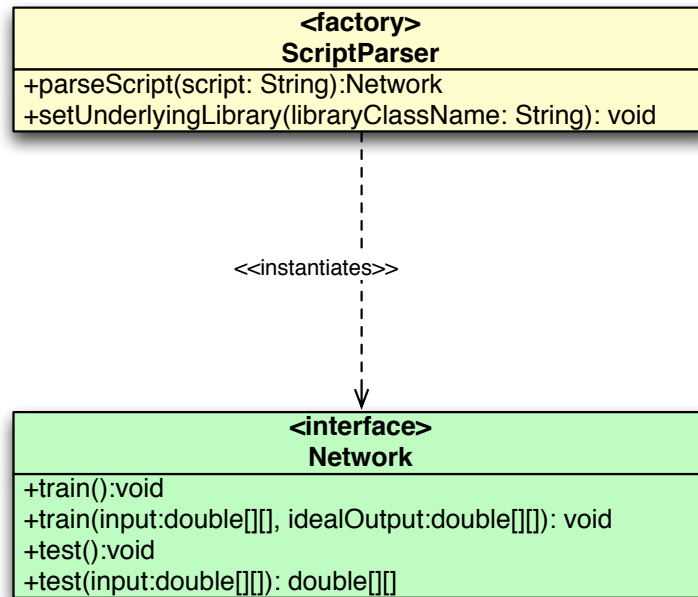 <factory>
ScriptParser
+parseScript(script: String):Network
+setUnderlyingLibrary(libraryClassName: String): void
<<instantiates>>
<interface>
Network
+train():void
+train(input:double[][], idealOutput:double[][]): void
+test():void
+test(input:double[][]): double[][]